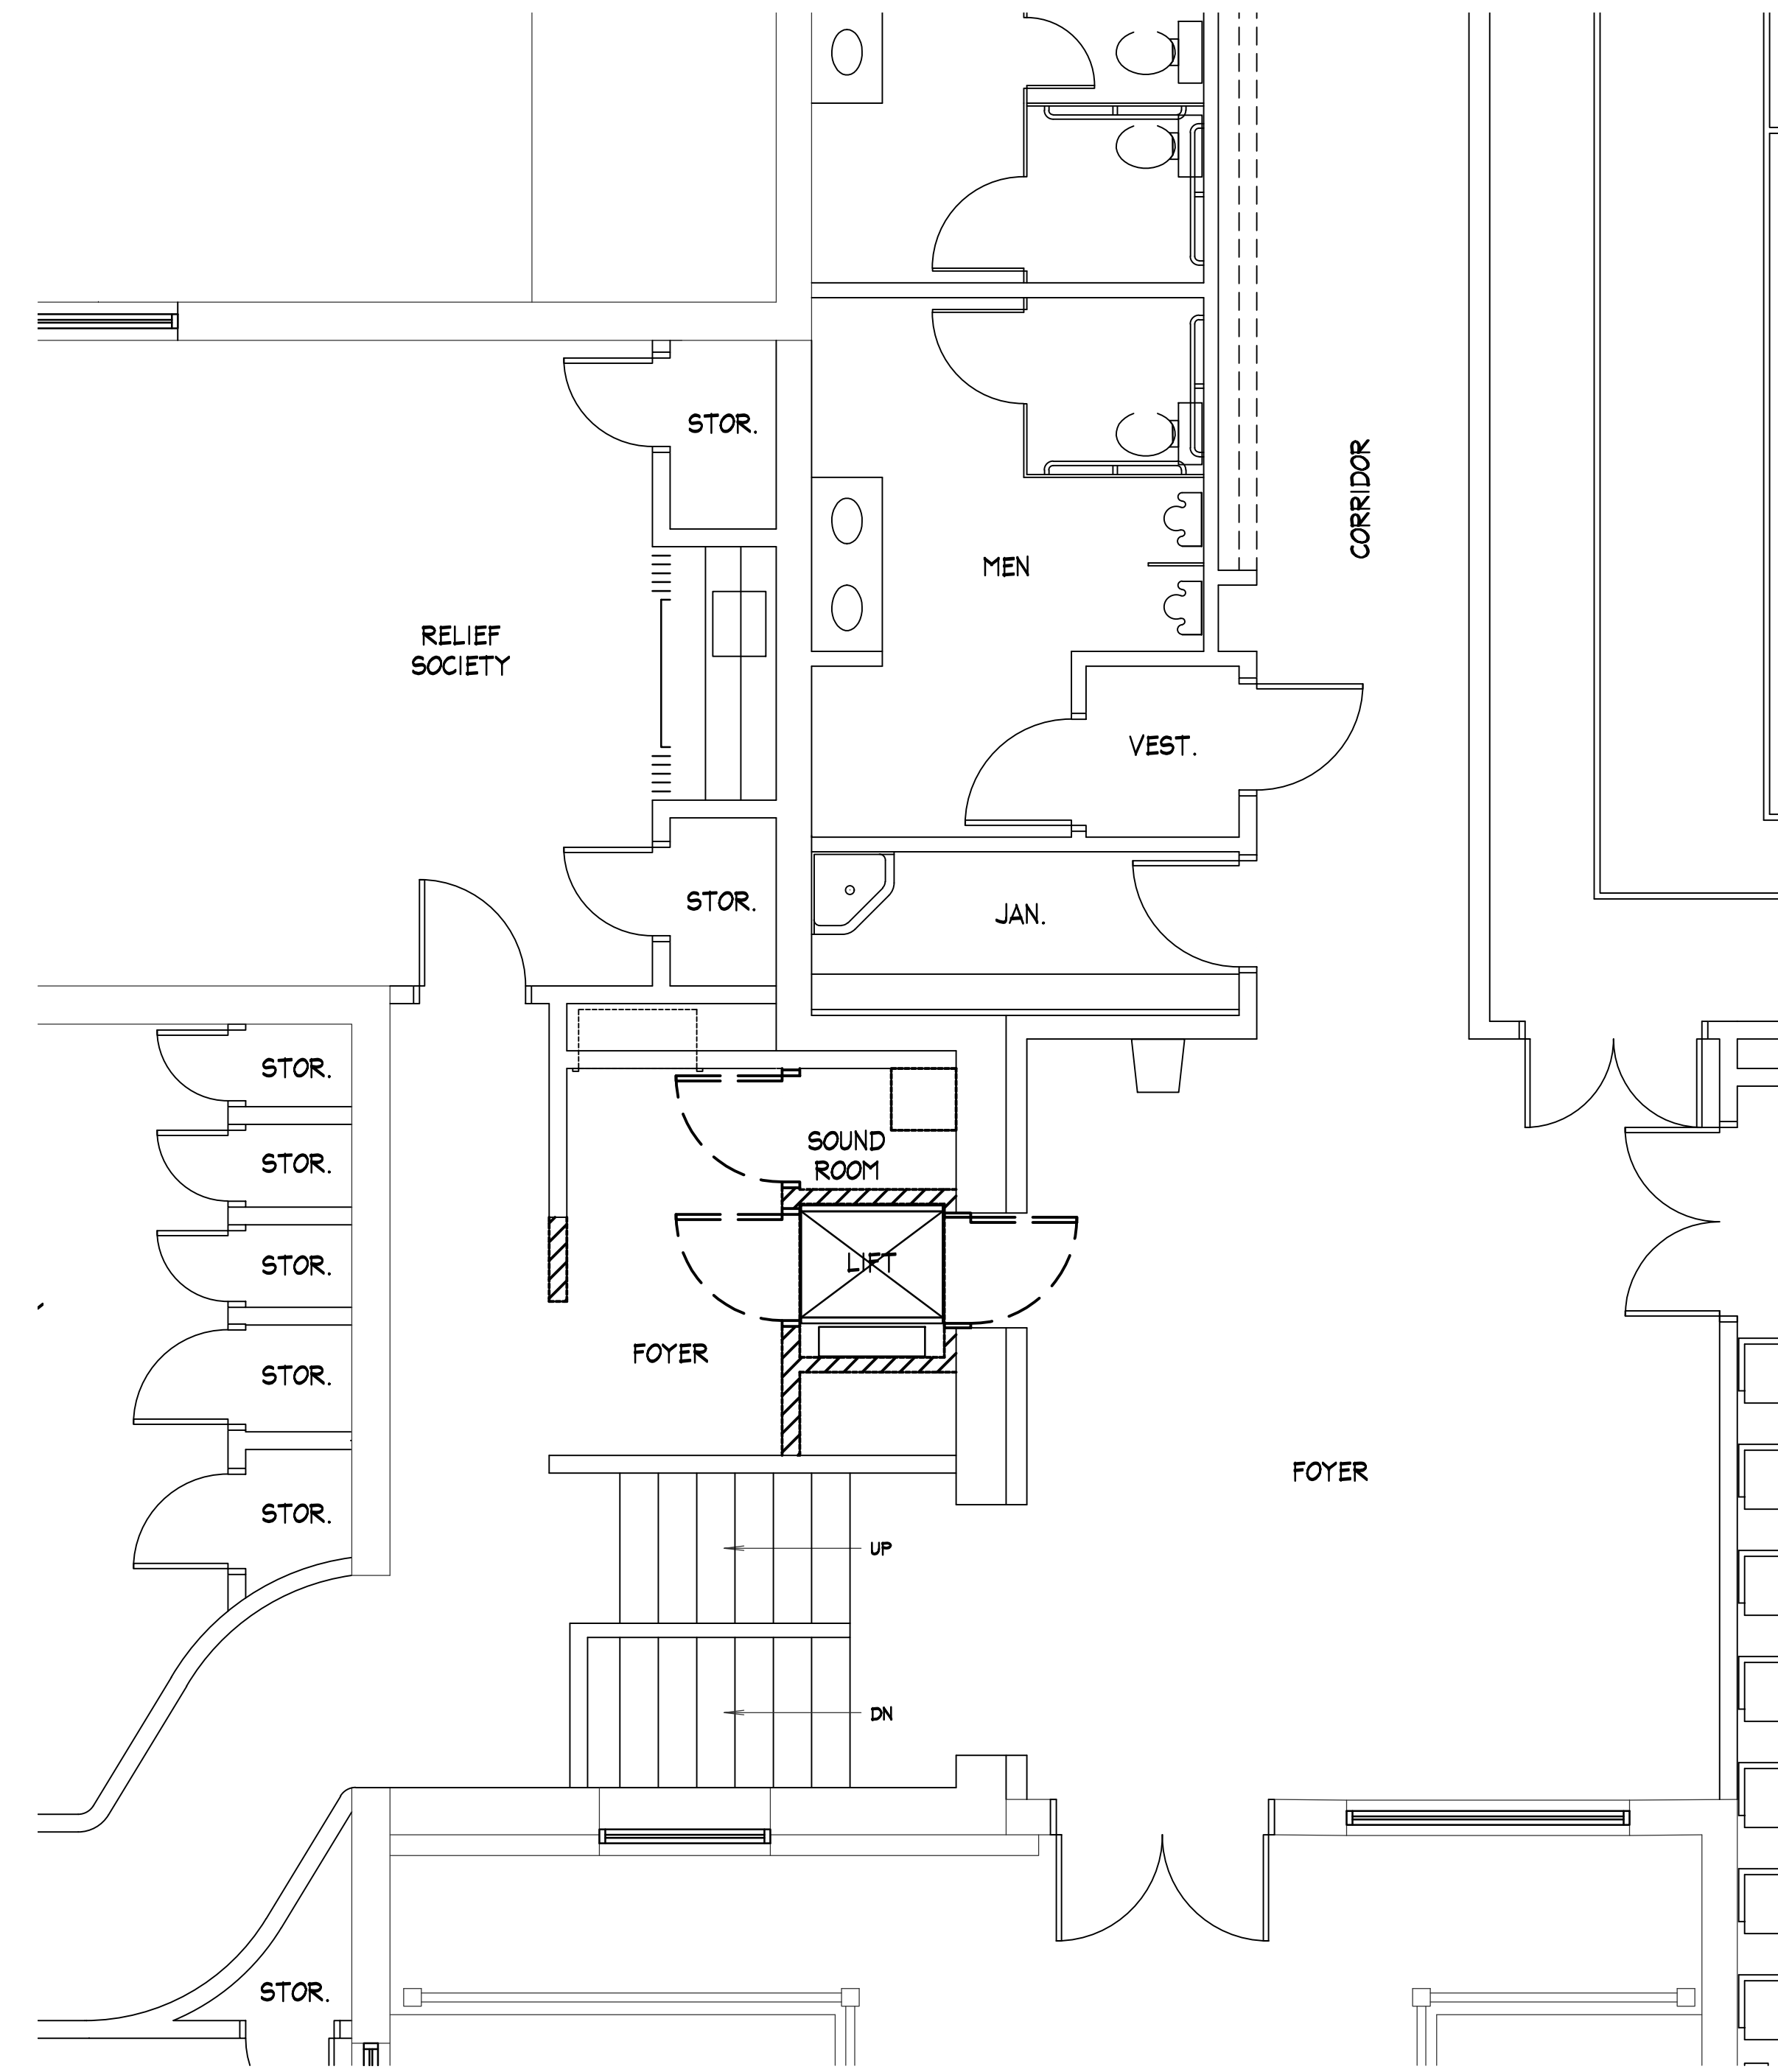 STOR.
CORRIDOR
MEN
RELIEF
SOCIETY
VEST.
STOR.
JAN.
STOR.
SOUND
ROOM
STOR.
LIFT
STOR.
FOYER
STOR.
FOYER
STOR.
UP
DN
STOR.